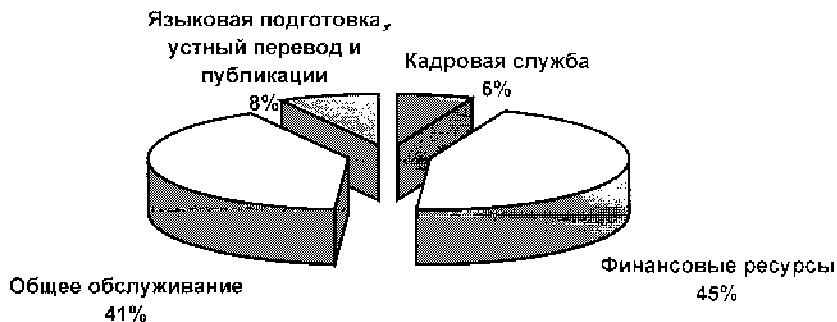 Языковая подготовка,
устный перевод и
публикации
8%
Кадровая служба
6%
Финансовые ресурсы
45%
Общее обслуживание
41%